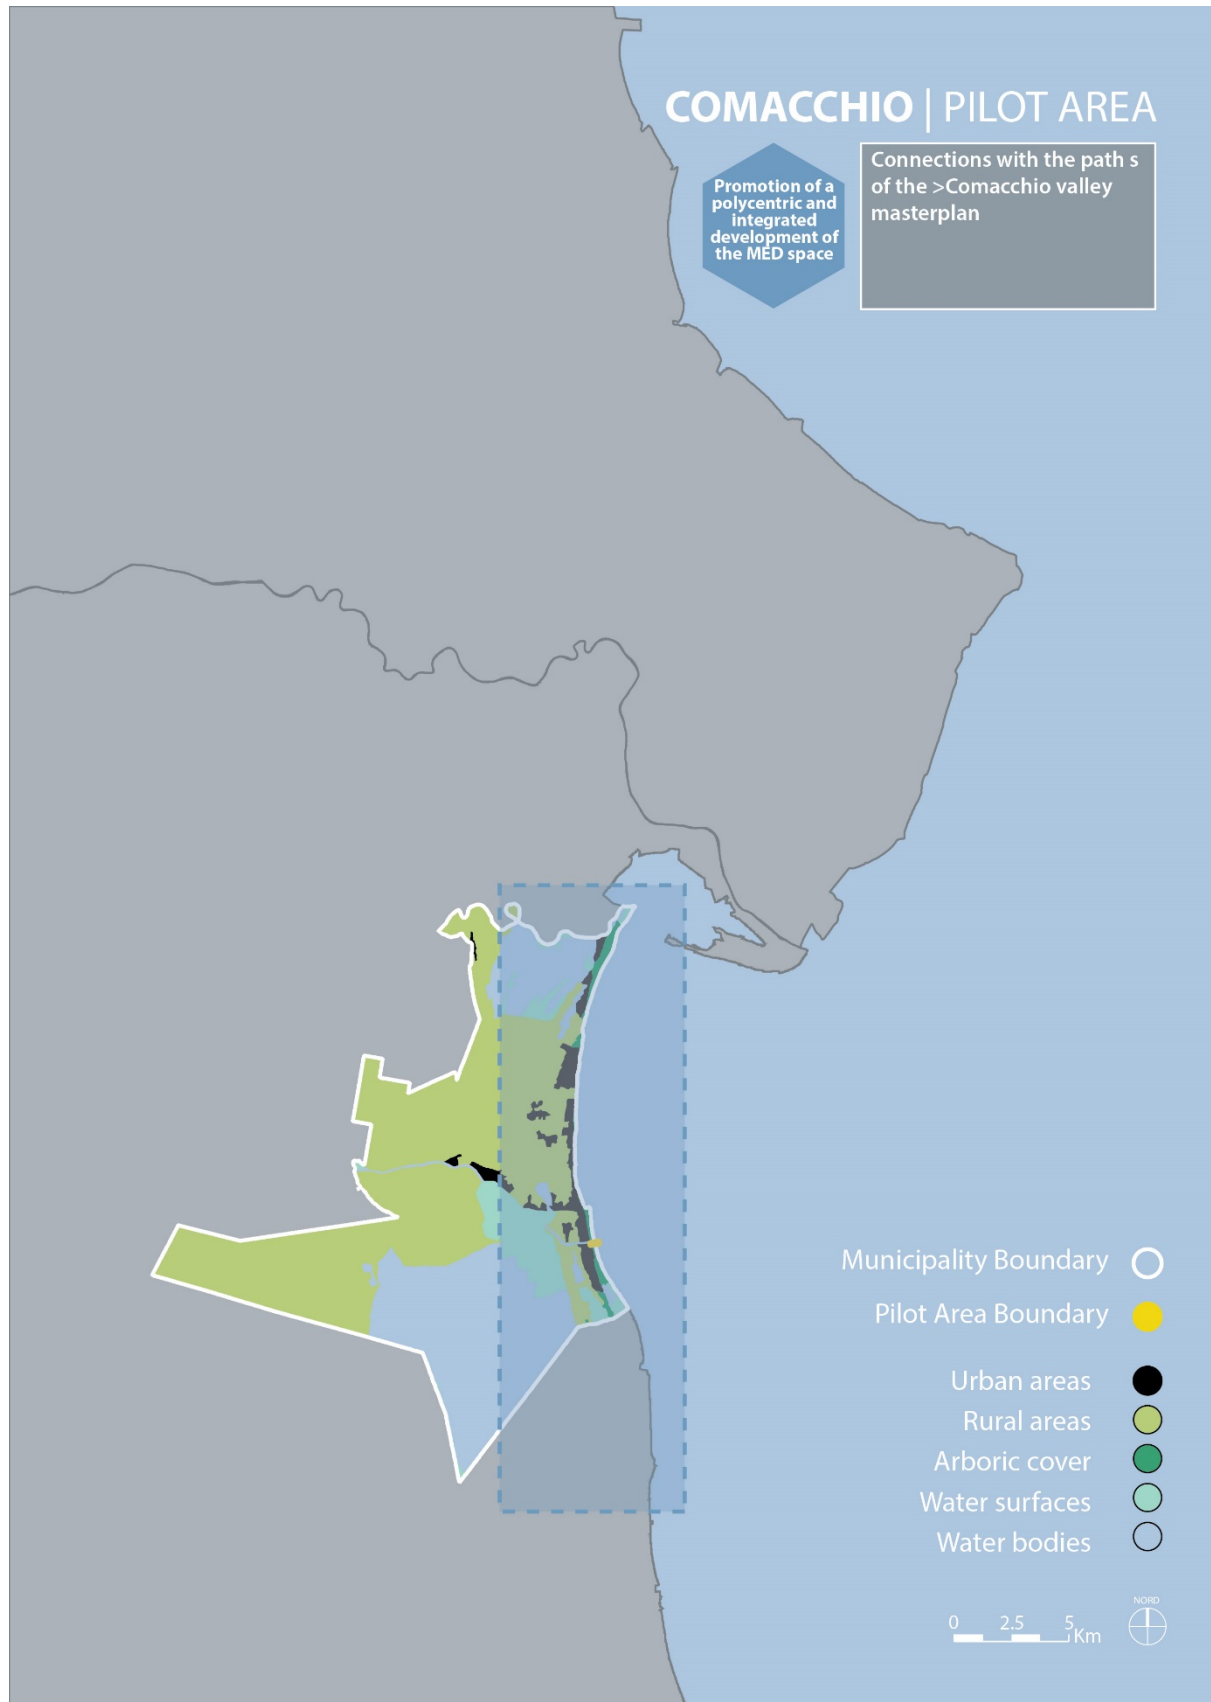 COMACCHIO | PILOT AREA
Promotion of a
polycentric and
integrated
development of
the MED space
Connections with the path s
of the >Comacchio valley
masterplan
Municipality Boundary
Pilot Area Boundary
Urban areas
Rural areas
Arboric cover
Water surfaces
Water bodies
NORD
0 2.5 5 Km